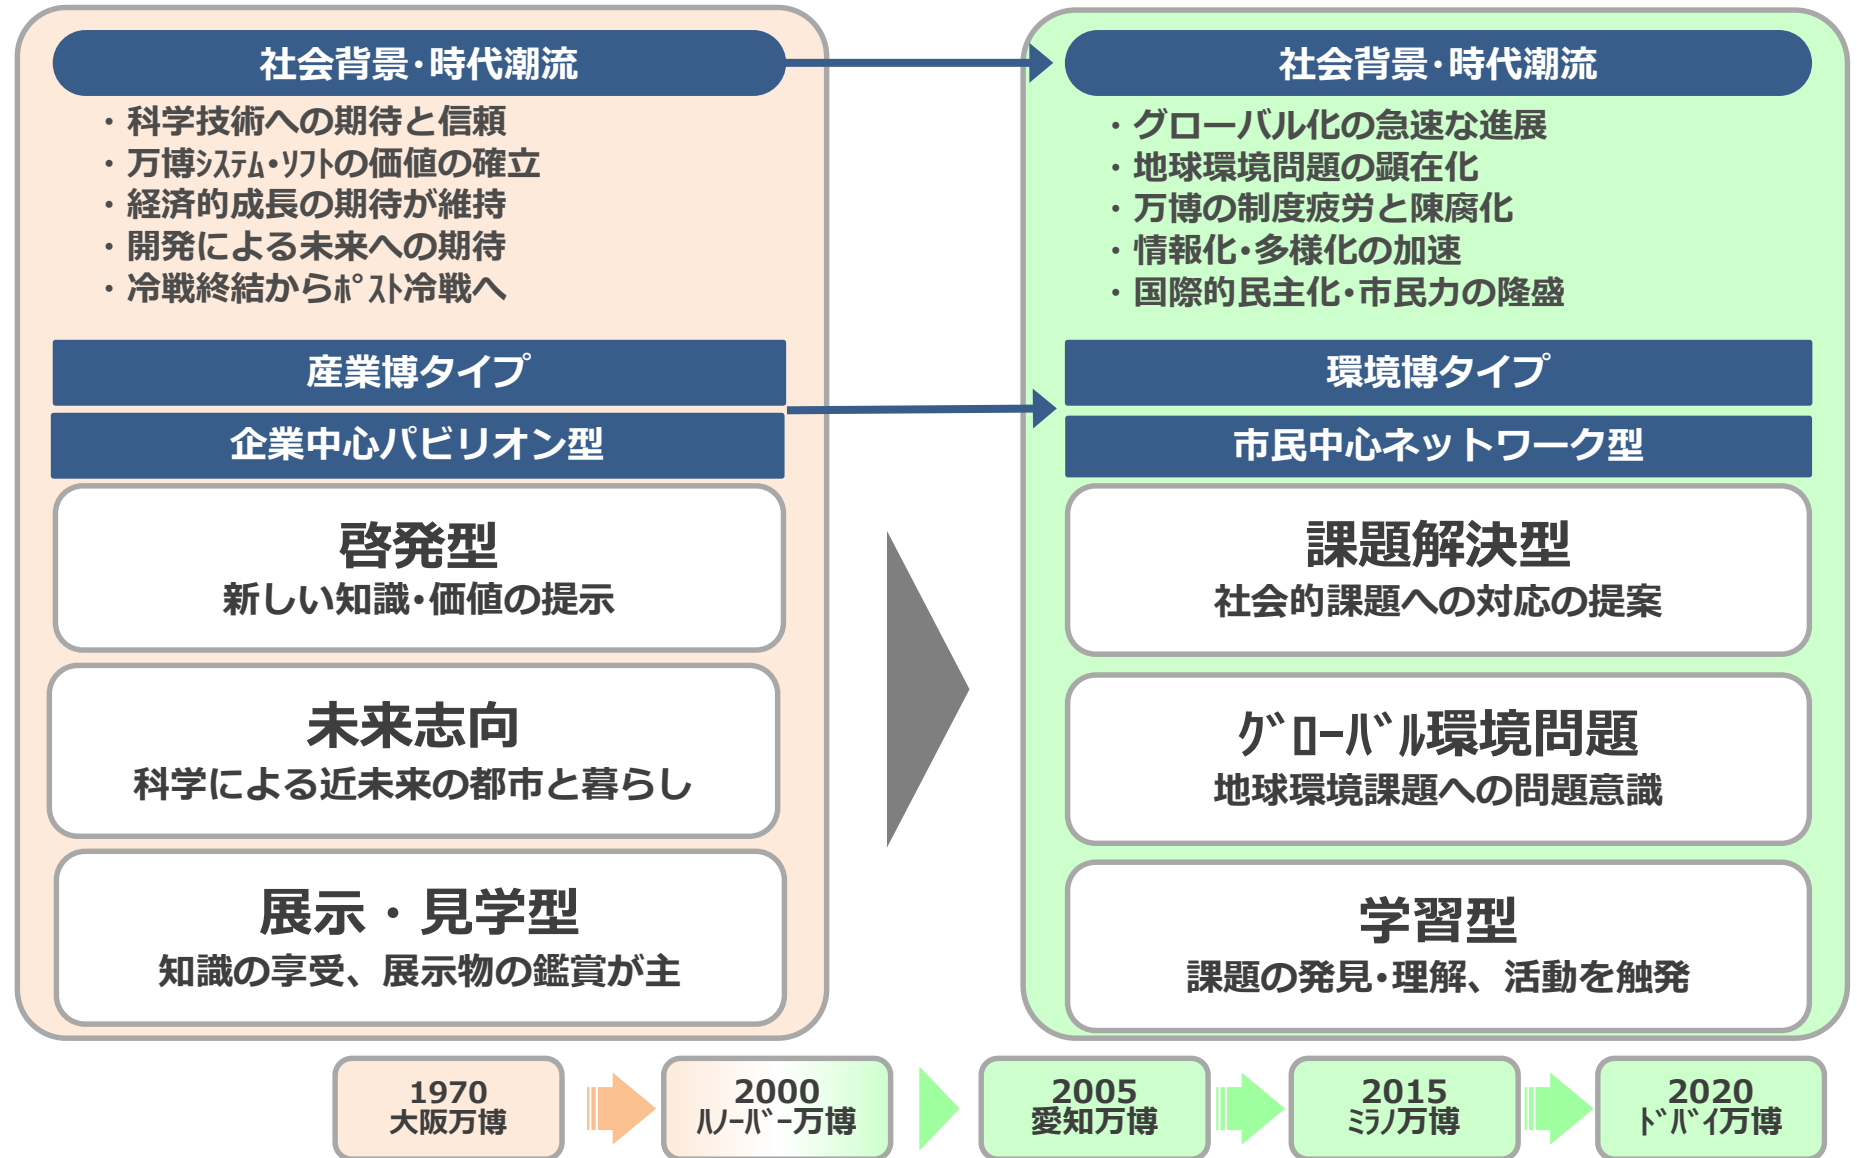 社会背景･時代潮流
・科学技術への期待と信頼
・万博ｼｽﾃﾑ･ｿﾌﾄの価値の確立
・経済的成長の期待が維持
・開発による未来への期待
・冷戦終結からﾎﾟｽﾄ冷戦へ
産業博タイプ
企業中心パビリオン型
啓発型
新しい知識･価値の提示
未来志向
科学による近未来の都市と暮らし
展示・見学型
知識の享受、展示物の鑑賞が主
社会背景･時代潮流
・グローバル化の急速な進展
・地球環境問題の顕在化
・万博の制度疲労と陳腐化
・情報化･多様化の加速
・国際的民主化･市民力の隆盛
環境博タイプ
市民中心ネットワーク型
課題解決型
社会的課題への対応の提案
ｸﾞﾛｰﾊﾞﾙ環境問題
地球環境課題への問題意識
学習型
課題の発見･理解、活動を触発
1970
大阪万博
2000
ﾊﾉｰﾊﾞｰ万博
2005
愛知万博
2015
ﾐﾗﾉ万博
2020
ﾄﾞﾊﾞｲ万博